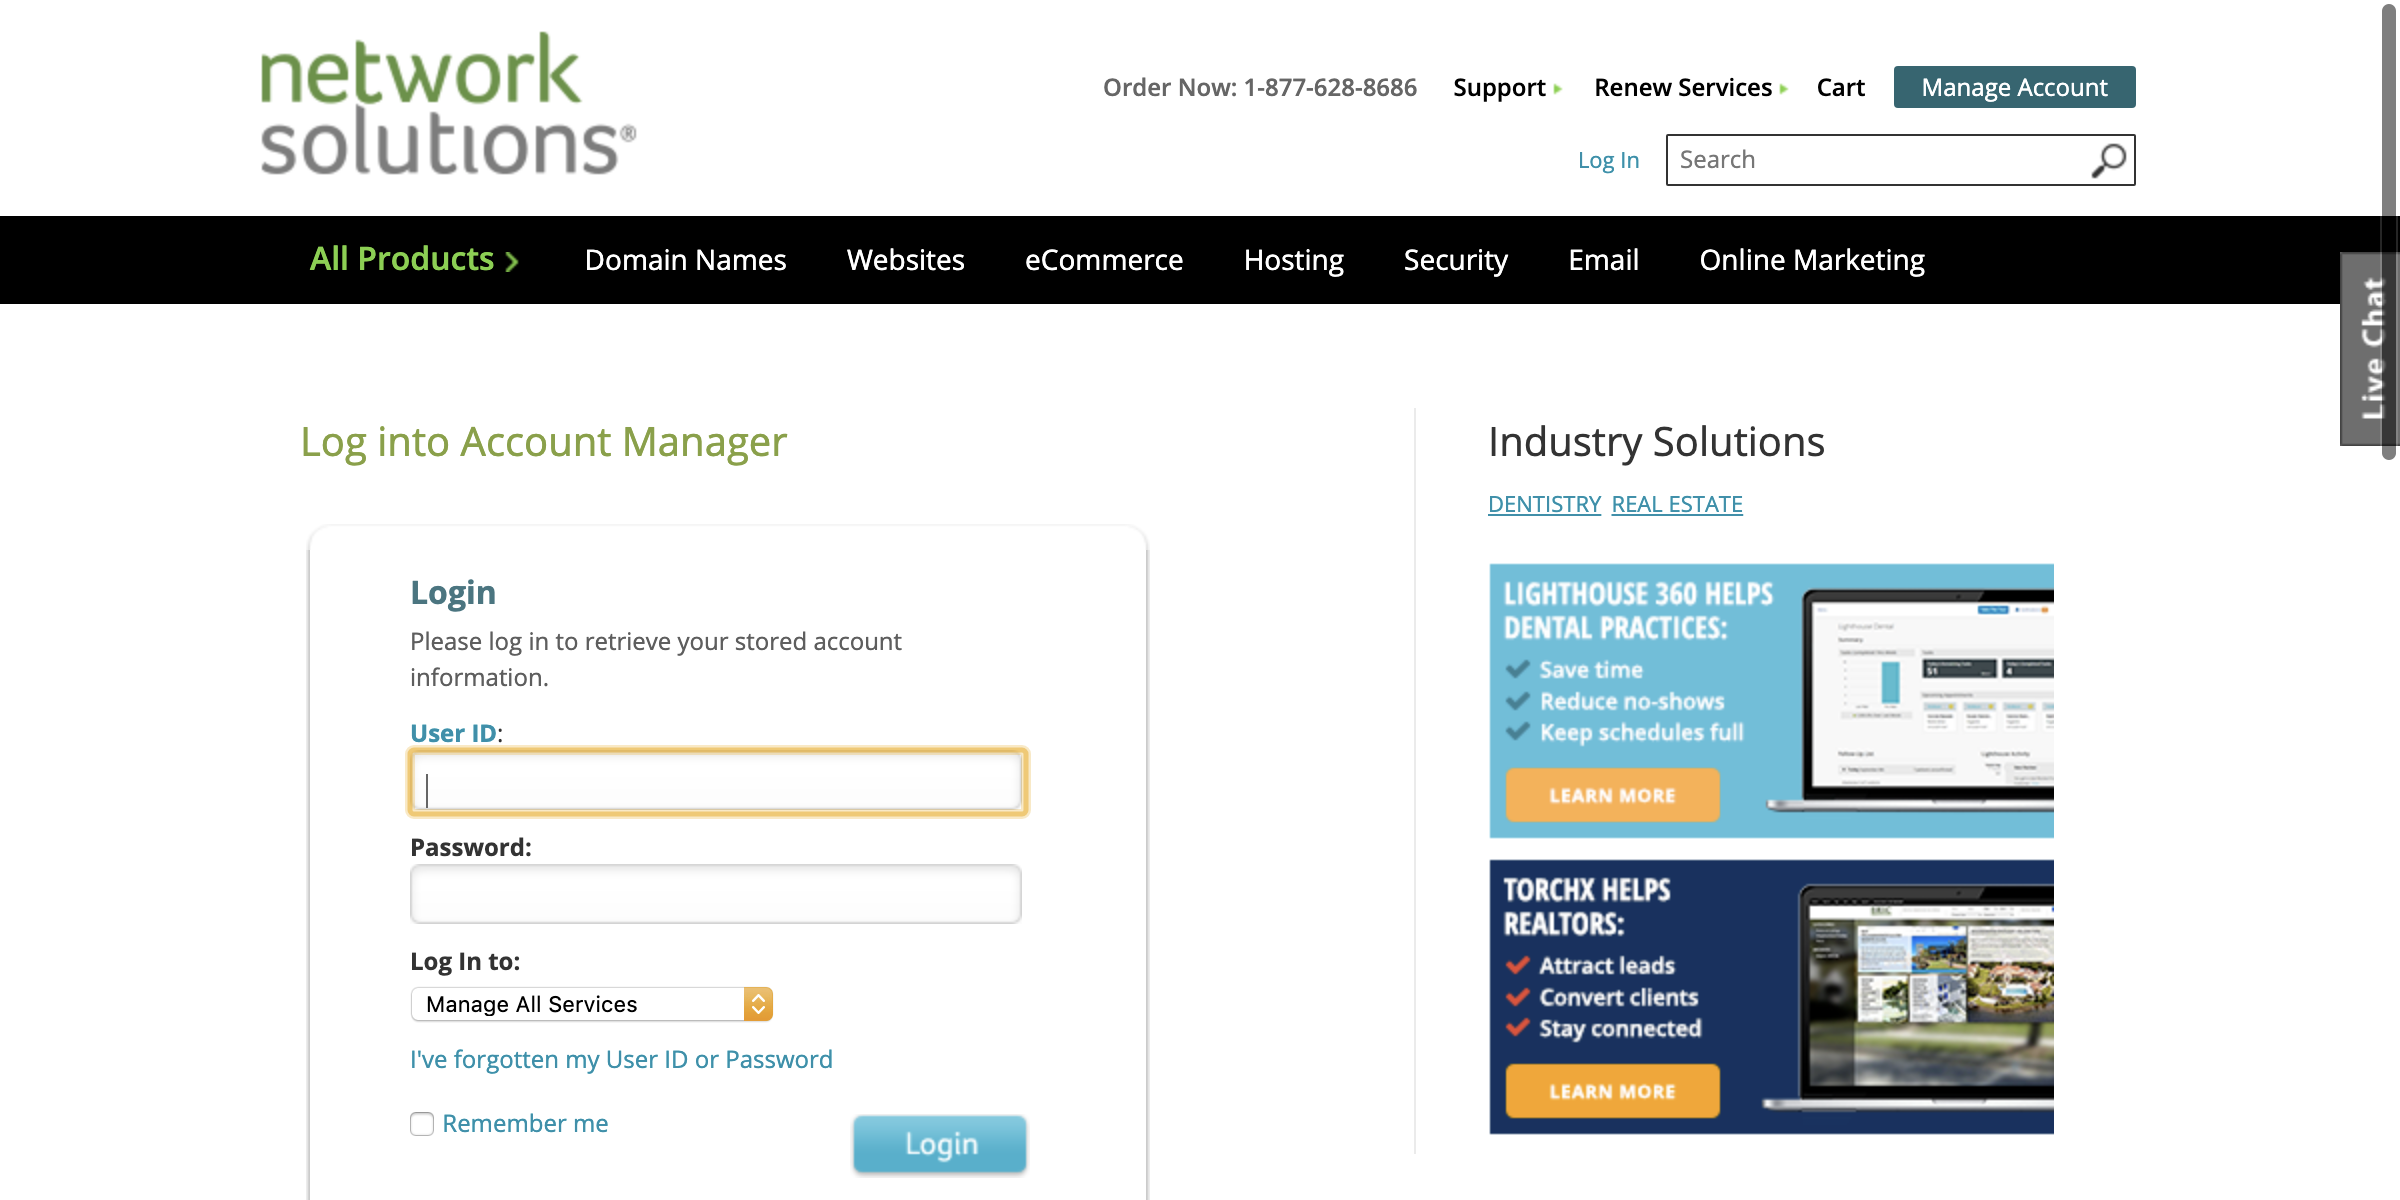 network
solutions®
Order Now: 1-877-628-8686 Support Renew Services Cart Manage Account
Log In Search
All Products Domain Names Websites eCommerce Hosting Security Email Online Marketing
Live Chat
Log into Account Manager
Login
Please log in to retrieve your stored account
information.
User ID:
Password:
Log In to:
Manage All Services
I've forgotten my User ID or Password
Remember me
Login
Industry Solutions
DENTISTRY REAL ESTATE
LIGHTHOUSE 360 HELPS
DENTAL PRACTICES:
Save time
Reduce no-shows
Keep schedules full
LEARN MORE
TORCHX HELPS
REALTORS:
Attract leads
Convert clients
Stay connected
LEARN MORE